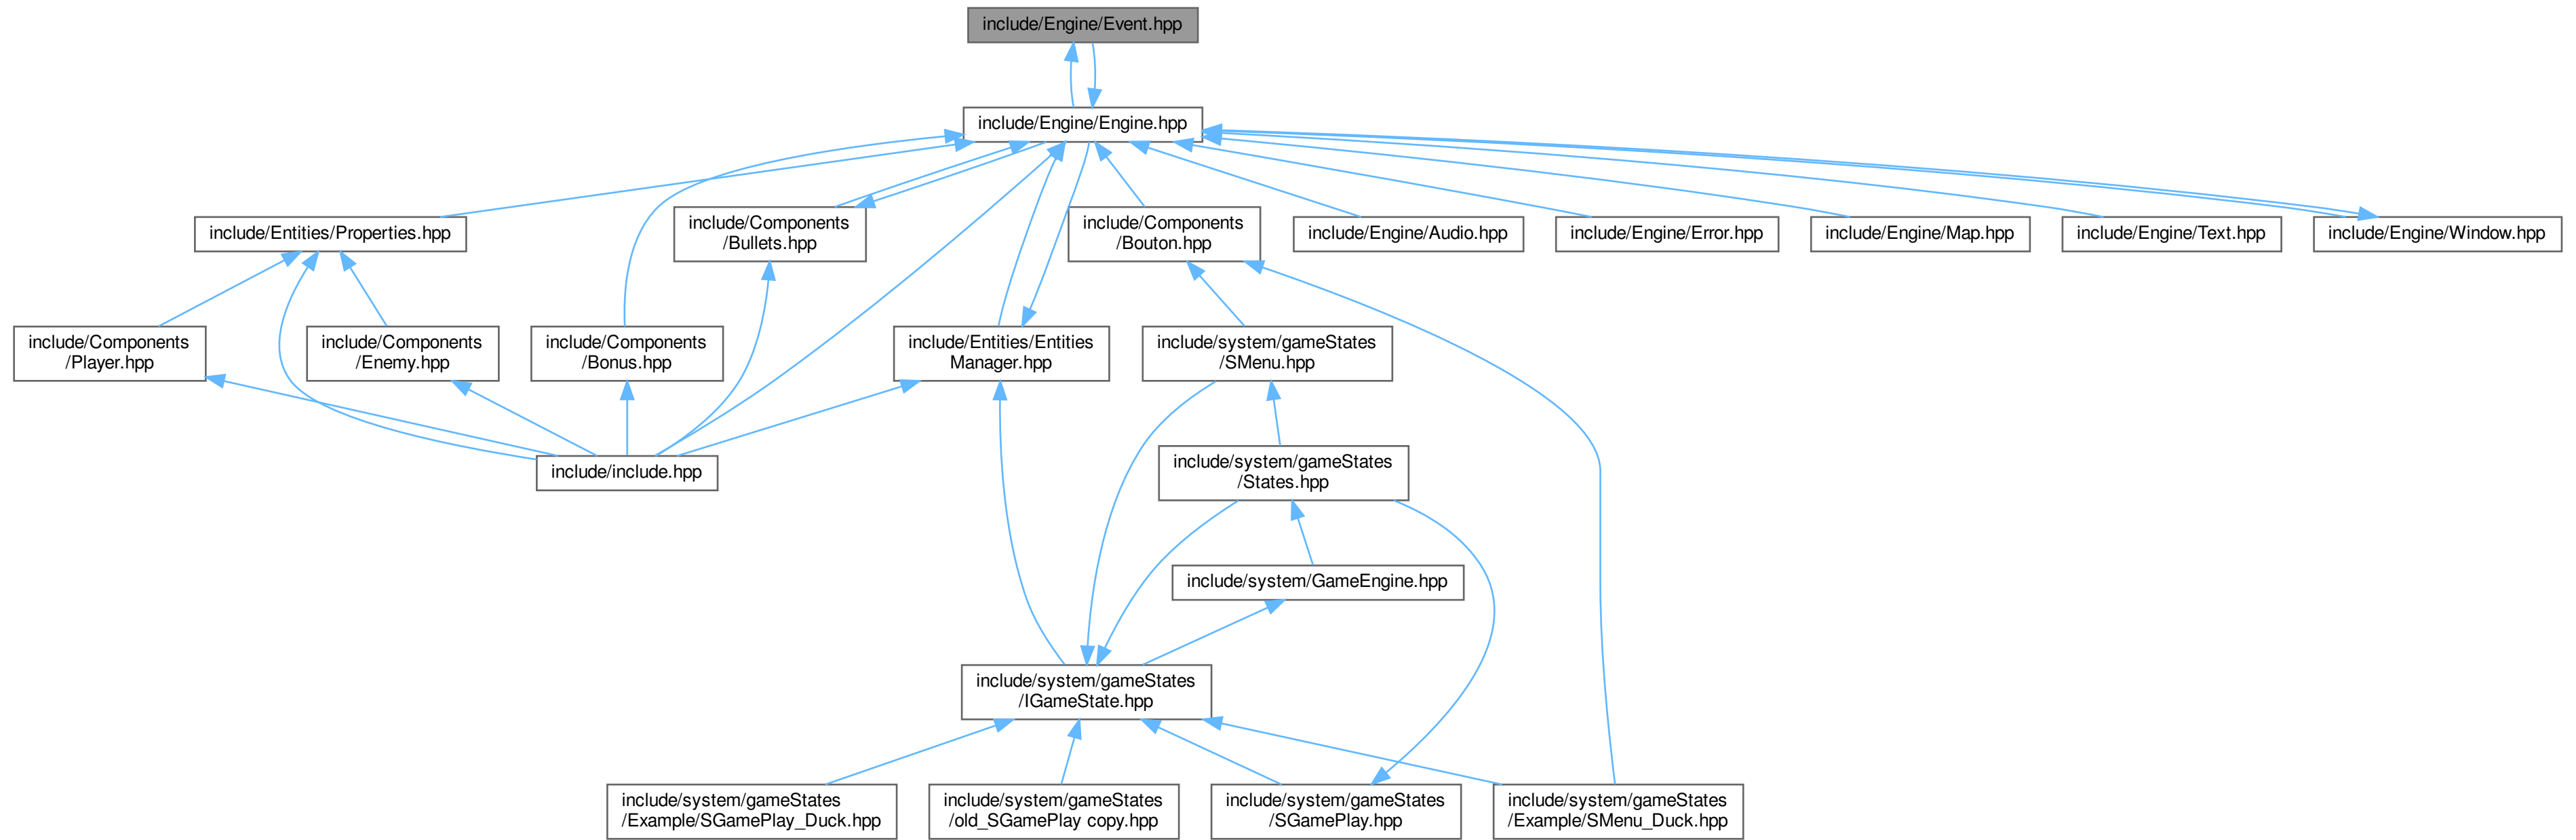 include/Engine/Event.hpp
include/Engine/Engine.hpp
include/Entities/Properties.hpp
include/Components
/Bullets.hpp
include/Components
/Bouton.hpp
include/Engine/Audio.hpp
include/Engine/Error.hpp
include/Engine/Map.hpp
include/Engine/Text.hpp
include/Engine/Window.hpp
include/Components
/Player.hpp
include/Components
/Enemy.hpp
include/Components
/Bonus.hpp
include/Entities/Entities
Manager.hpp
include/system/gameStates
/SMenu.hpp
include/include.hpp
include/system/gameStates
/States.hpp
include/system/GameEngine.hpp
include/system/gameStates
/IGameState.hpp
include/system/gameStates
/Example/SGamePlay_Duck.hpp
include/system/gameStates
/old_SGamePlay copy.hpp
include/system/gameStates
/SGamePlay.hpp
include/system/gameStates
/Example/SMenu_Duck.hpp